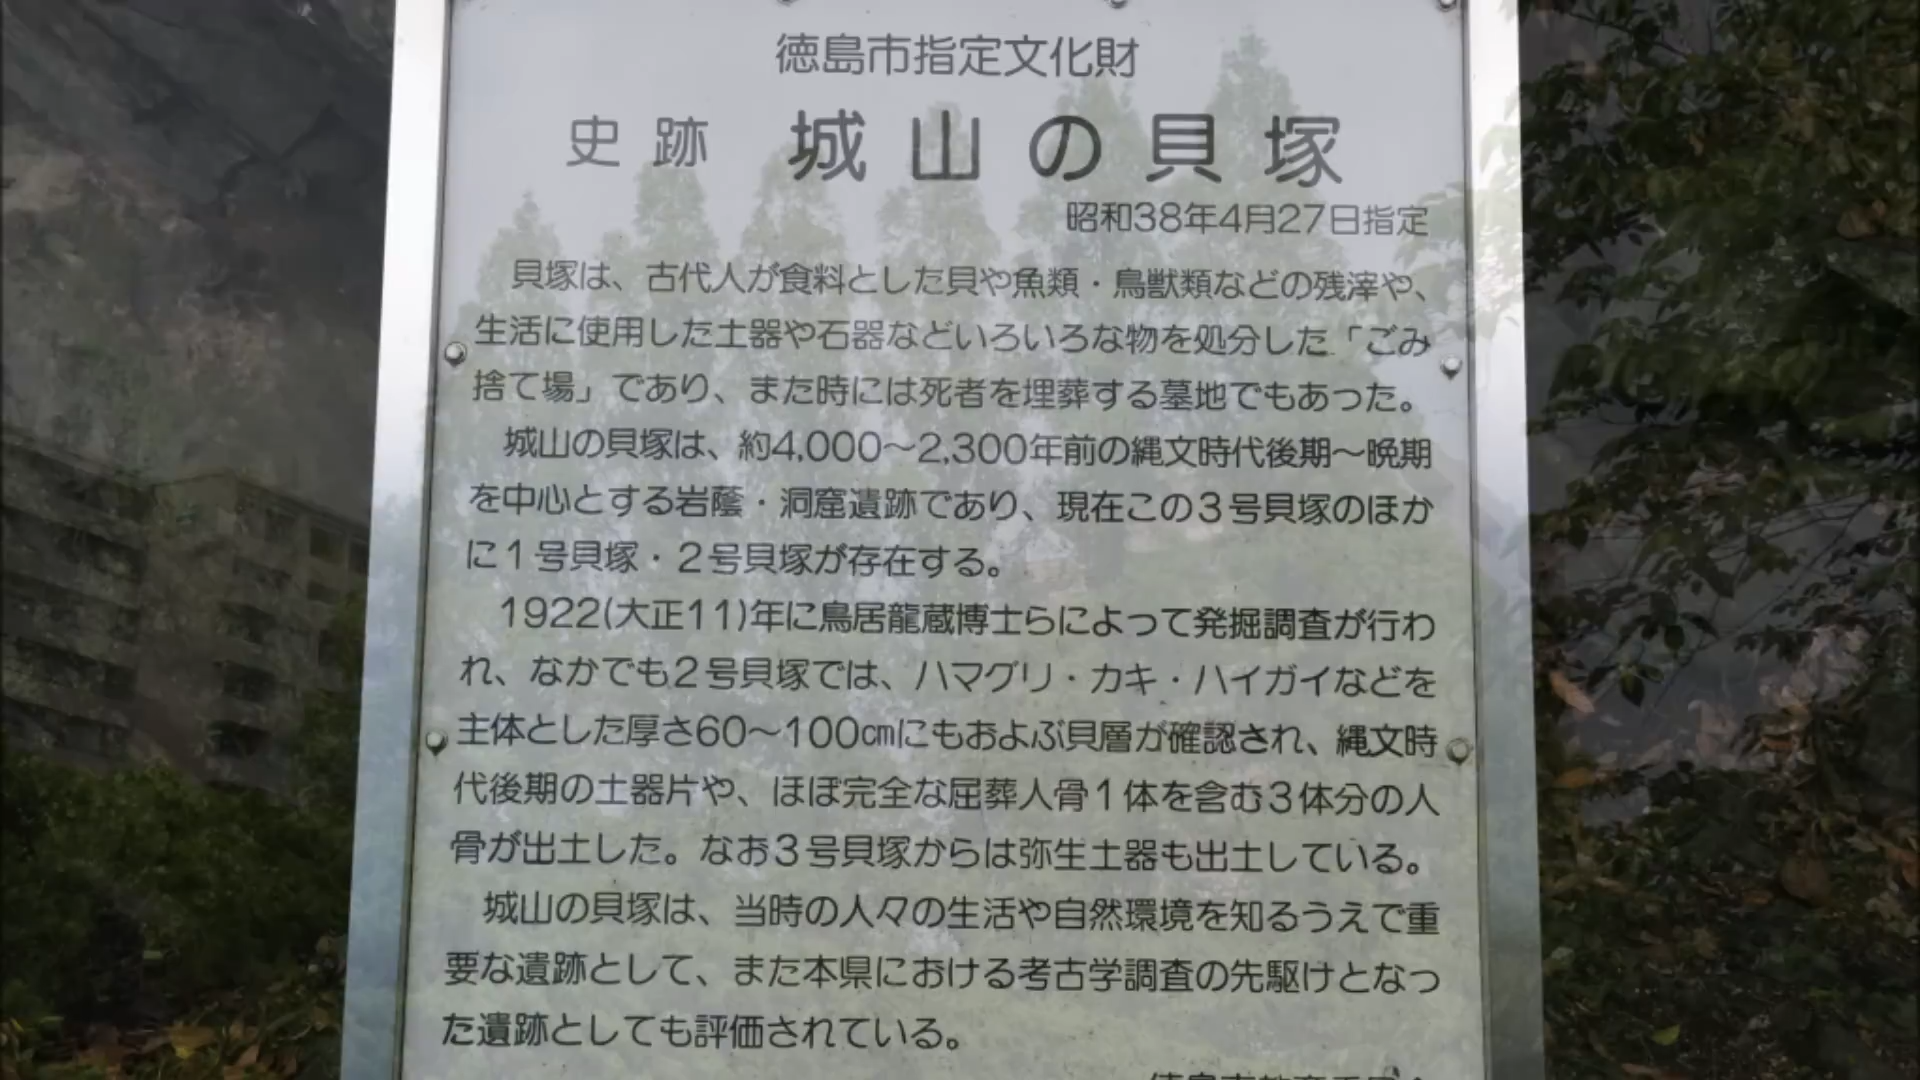 徳島市指定文化財
史跡 城山の貝塚
昭和38年4月27日指定
貝塚は、古代人が食料とした貝や魚類・鳥獣類などの残滓や、
生活に使用した土器や石器などいろいろな物を処分した「ごみ
捨て場」であり、また時には死者を埋葬する墓地でもあった。
城山の貝塚は、約4,000～2,300年前の縄文時代後期～晩期
を中心とする岩蔭・洞窟遺跡であり、現在この3号貝塚のほか
に1号貝塚・2号貝塚が存在する。
1922(大正11)年に鳥居龍蔵博士らによって発掘調査が行わ
れ、なかでも2号貝塚では、ハマグリ・カキ・ハイガイなどを
主体とした厚さ60～100㎝にもおよぶ貝層が確認され、縄文時
代後期の土器片や、ほぼ完全な屈葬人骨1体を含む3体分の人
骨が出土した。なお3号貝塚からは弥生土器も出土している。
城山の貝塚は、当時の人々の生活や自然環境を知るうえで重
要な遺跡として、また本県における考古学調査の先駆けとなっ
た遺跡としても評価されている。